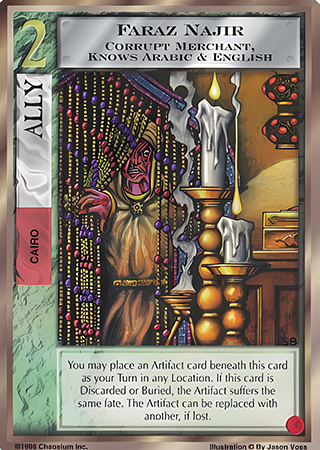 2
FARAZ NAJIR
CORRUPT MERCHANT,
KNOWS ARABIC & ENGLISH
ALLY
CAIRO
SB
You may place an Artifact card beneath this card
as your Turn in any Location. If this card is
Discarded or Buried, the Artifact suffers the
same fate. The Artifact can be replaced with
another, if lost.
©1996 Chaosium Inc.
Illustration © By Jason Voss